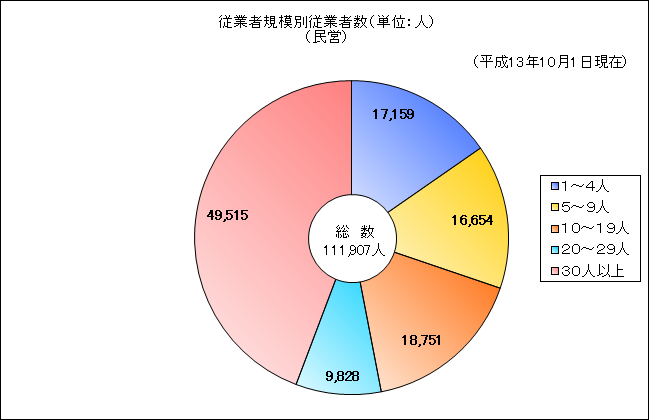 従業者規模別従業者数（単位：人）
（民営）
（平成13年10月1日現在）
17,159
16,654
18,751
9,828
49,515
総　数
111,907人
1～4人
5～9人
10～19人
20～29人
30人以上